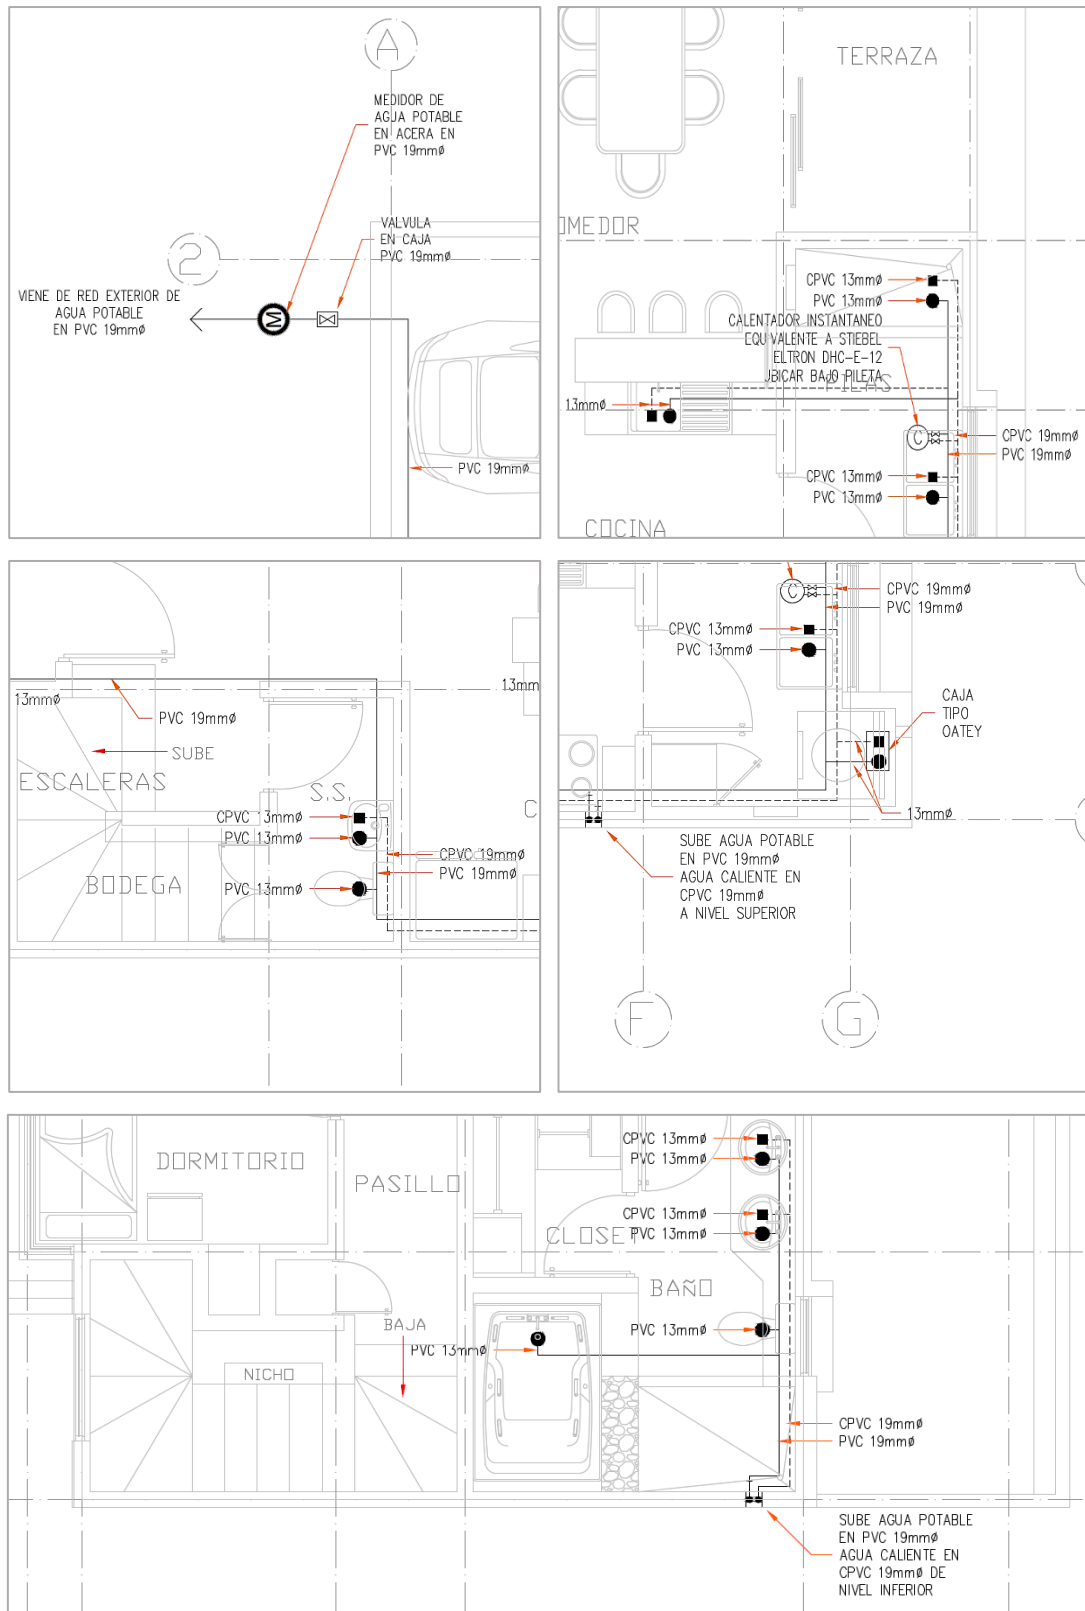 A
MEDIDOR DE
AGUA POTABLE
EN ACERA EN
PVC 19mmø
VALVULA
EN CAJA
PVC 19mmø
2
VIENE DE RED EXTERIOR DE
AGUA POTABLE
EN PVC 19mmø
M
PVC 19mmø
TERRAZA
OMEDOR
CPVC 13mmø
PVC 13mmø
CALENTADOR INSTANTANEO
EQUIVALENTE A STIEBEL
ELTRON DHC-E-12
UBICAR BAJO PILETA
PILAS
13mmø
C
CPVC 19mmø
PVC 19mmø
CPVC 13mmø
PVC 13mmø
COCINA
13mmø
PVC 19mmø
13mmø
SUBE
ESCALERAS
S.S.
CPVC 13mmø
PVC 13mmø
C
CPVC 19mmø
PVC 19mmø
BODEGA
PVC 13mmø
C
CPVC 19mmø
PVC 19mmø
CPVC 13mmø
PVC 13mmø
CAJA
TIPO
OATEY
13mmø
SUBE AGUA POTABLE
EN PVC 19mmø
AGUA CALIENTE EN
CPVC 19mmø
A NIVEL SUPERIOR
F
G
DORMITORIO
PASILLO
CPVC 13mmø
PVC 13mmø
CPVC 13mmø
PVC 13mmø
CLOSET
BAÑO
BAJA
PVC 13mmø
PVC 13mmø
NICHO
CPVC 19mmø
PVC 19mmø
SUBE AGUA POTABLE
EN PVC 19mmø
AGUA CALIENTE EN
CPVC 19mmø DE
NIVEL INFERIOR